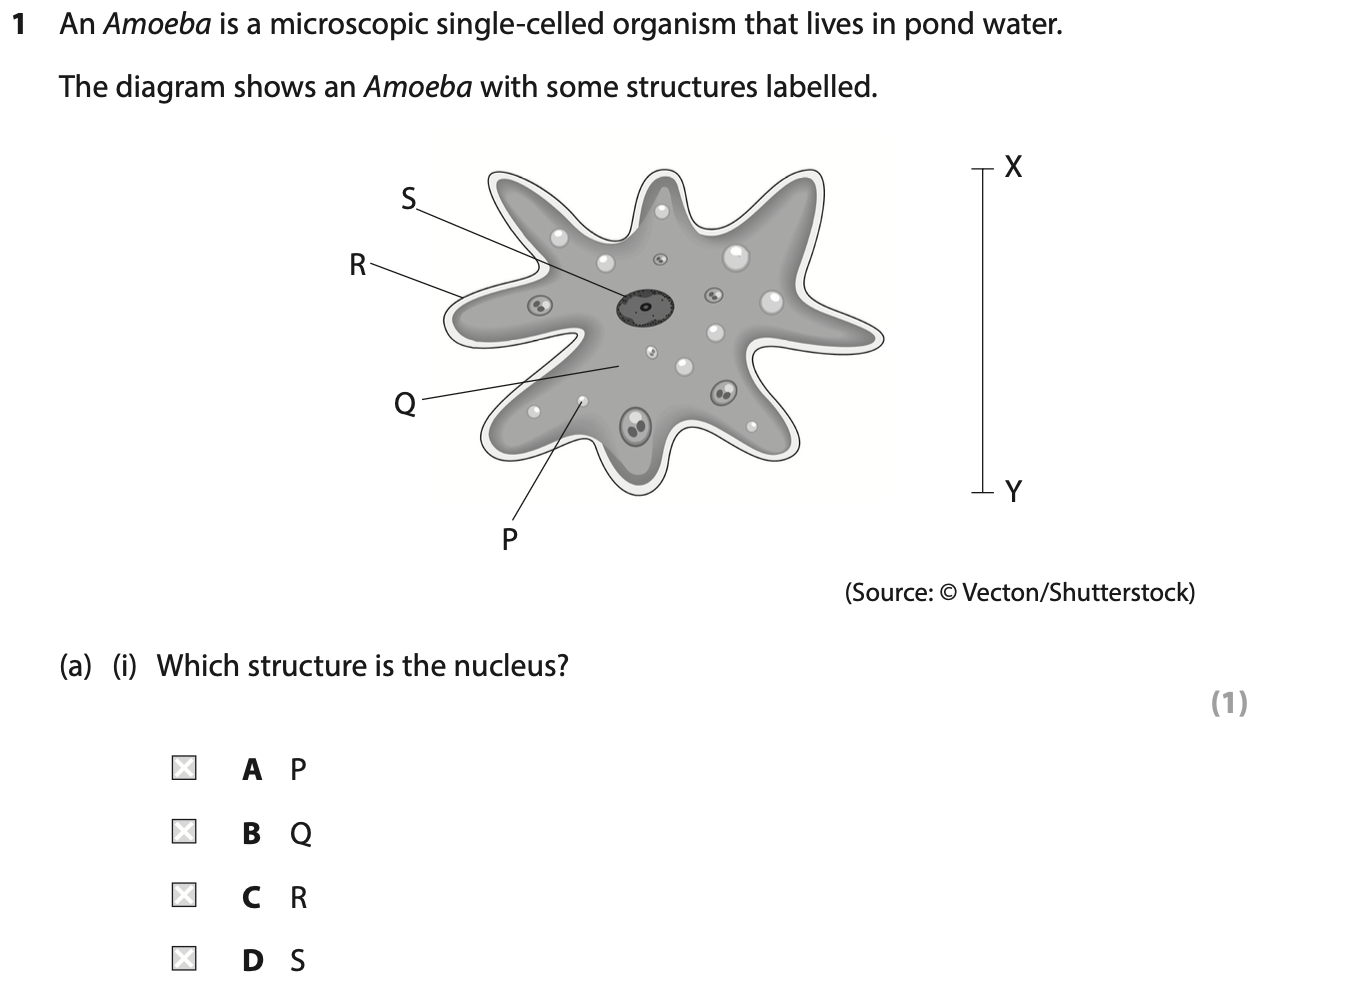 1 An Amoeba is a microscopic single-celled organism that lives in pond water.
The diagram shows an Amoeba with some structures labelled.
X
S
R
Q
Y
P
(Source: © Vecton/Shutterstock)
(a) (i) Which structure is the nucleus?
(1)
A P
B Q
C R
D S